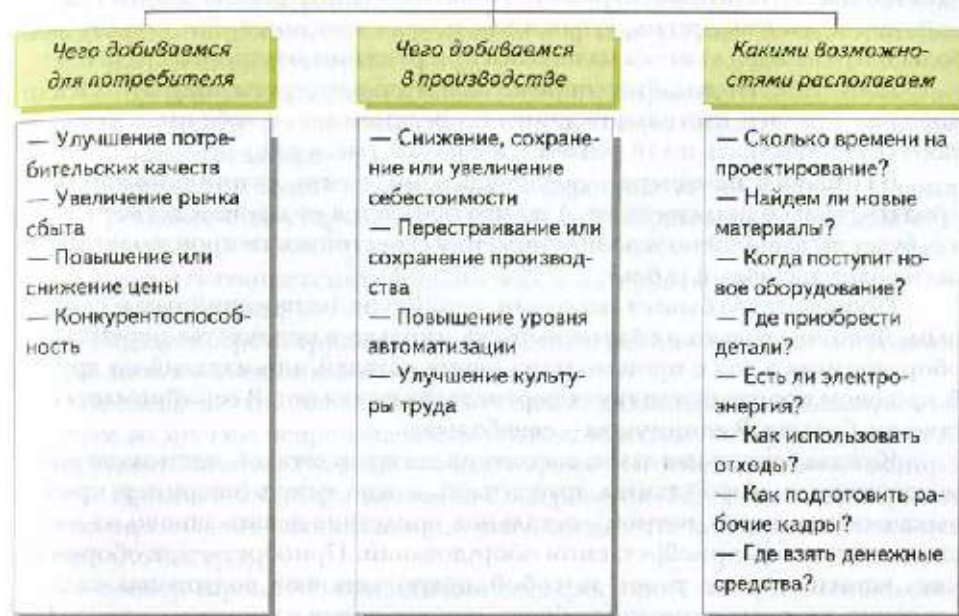 Чего добиваемся
для потребителя
— Улучшение потре-
бительских качеств
— Увеличение рынка
сбыта
— Повышение или
снижение цены
— Конкурентоспособ-
ность
Чего добиваемся
в производстве
— Снижение, сохране-
ние или увеличение
себестоимости
— Перестраивание или
сохранение производ-
ства
— Повышение уровня
автоматизации
— Улучшение культу-
ры труда
Какими возможно-
стями располагаем
— Сколько времени на
проектирование?
— Найдем ли новые
материалы?
— Когда поступит но-
вое оборудование?
— Где приобрести
детали?
— Есть ли электро-
энергия?
— Как использовать
отходы?
— Как подготовить ра-
бочие кадры?
— Где взять денежные
средства?